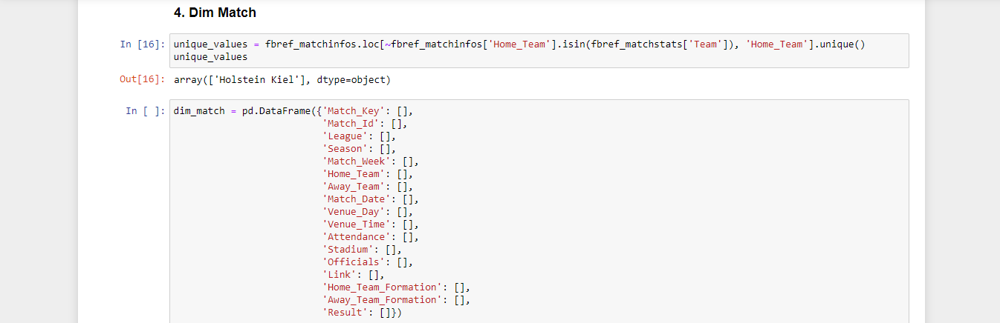 4. Dim Match
In [16]: unique_values = fbref_matchinfos.loc[~fbref_matchinfos['Home_Team'].isin(fbref_matchstats['Team']), 'Home_Team'].unique()
unique_values
Out[16]: array(['Holstein Kiel'], dtype=object)
In [ ]: dim_match = pd.DataFrame({'Match_Key': [],
'Match_Id': [],
'League': [],
'Season': [],
'Match_Week': [],
'Home_Team': [],
'Away_Team': [],
'Match_Date': [],
'Venue_Day': [],
'Venue_Time': [],
'Attendance': [],
'Stadium': [],
'Officials': [],
'Link': [],
'Home_Team_Formation': [],
'Away_Team_Formation': [],
'Result': []})